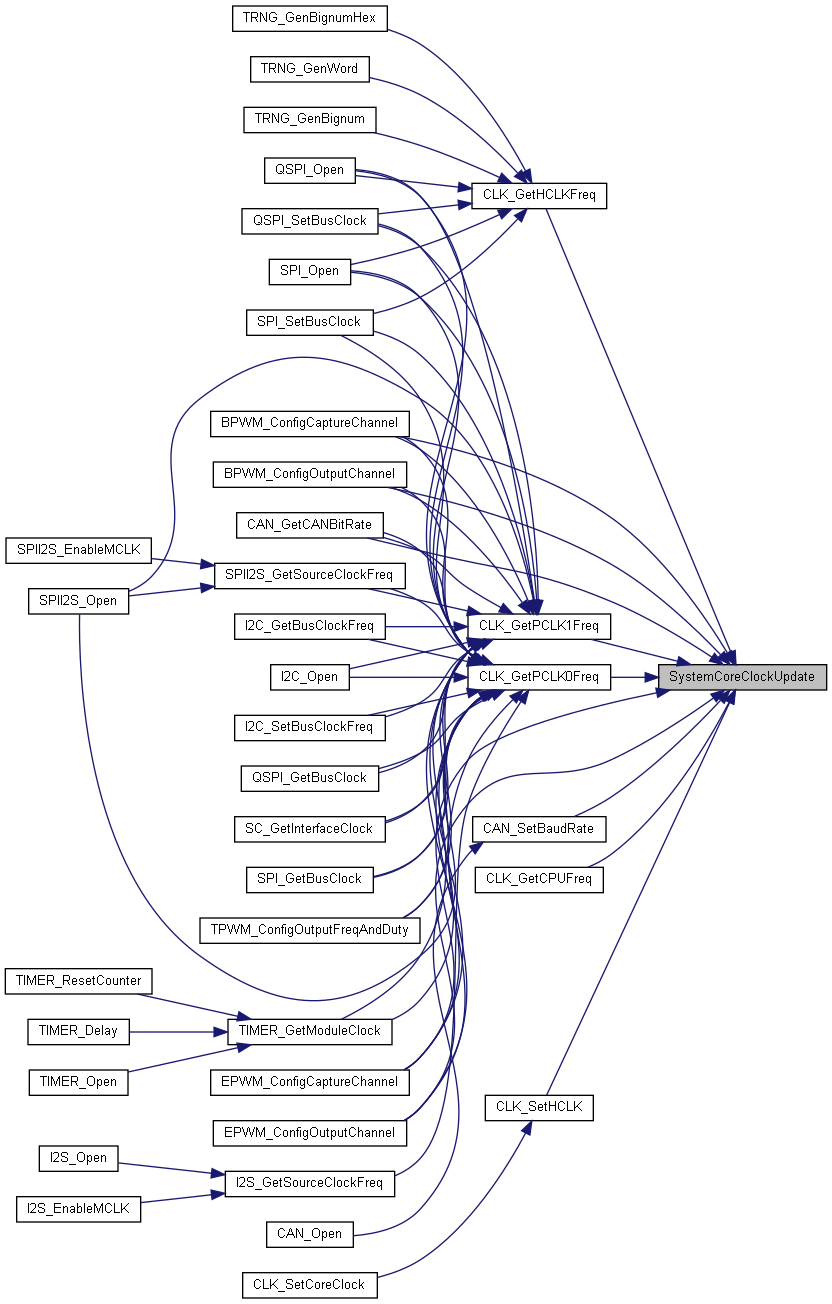 TRNG_GenBignumHex
TRNG_GenWord
TRNG_GenBignum
QSPI_Open
CLK_GetHCLKFreq
QSPI_SetBusClock
SPI_Open
SPI_SetBusClock
BPWM_ConfigCaptureChannel
BPWM_ConfigOutputChannel
CAN_GetCANBitRate
SPII2S_EnableMCLK
SPII2S_GetSourceClockFreq
SPII2S_Open
I2C_GetBusClockFreq
CLK_GetPCLK1Freq
I2C_Open
CLK_GetPCLK0Freq
SystemCoreClockUpdate
I2C_SetBusClockFreq
QSPI_GetBusClock
SC_GetInterfaceClock
CAN_SetBaudRate
SPI_GetBusClock
CLK_GetCPUFreq
TPWM_ConfigOutputFreqAndDuty
TIMER_ResetCounter
TIMER_Delay
TIMER_GetModuleClock
TIMER_Open
EPWM_ConfigCaptureChannel
CLK_SetHCLK
EPWM_ConfigOutputChannel
I2S_Open
I2S_GetSourceClockFreq
I2S_EnableMCLK
CAN_Open
CLK_SetCoreClock